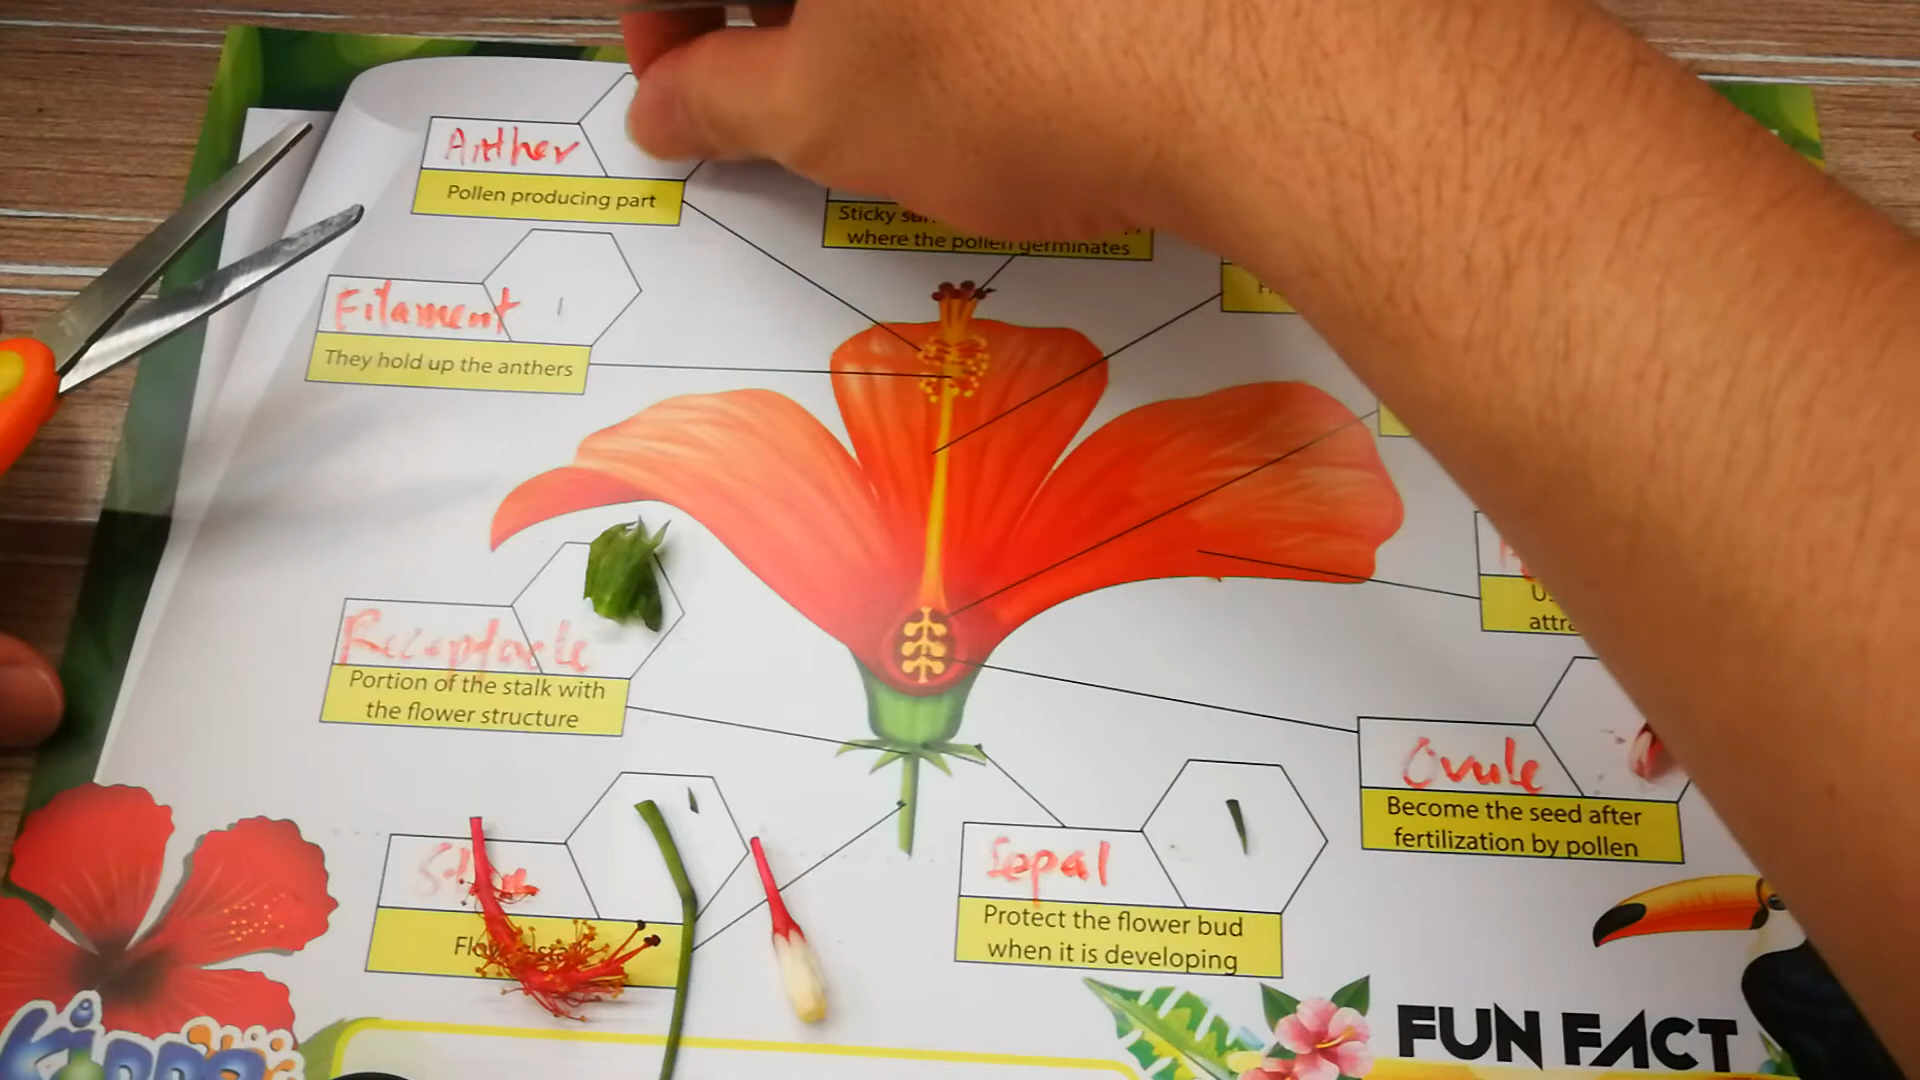 Anther
Pollen producing part
where the pollen germinates
Sticky
Filament
They hold up the anthers
Receptacle
Portion of the stalk with
the flower structure
Ovule
Become the seed after
fertilization by pollen
Sepal
Protect the flower bud
when it is developing
FUN FACT